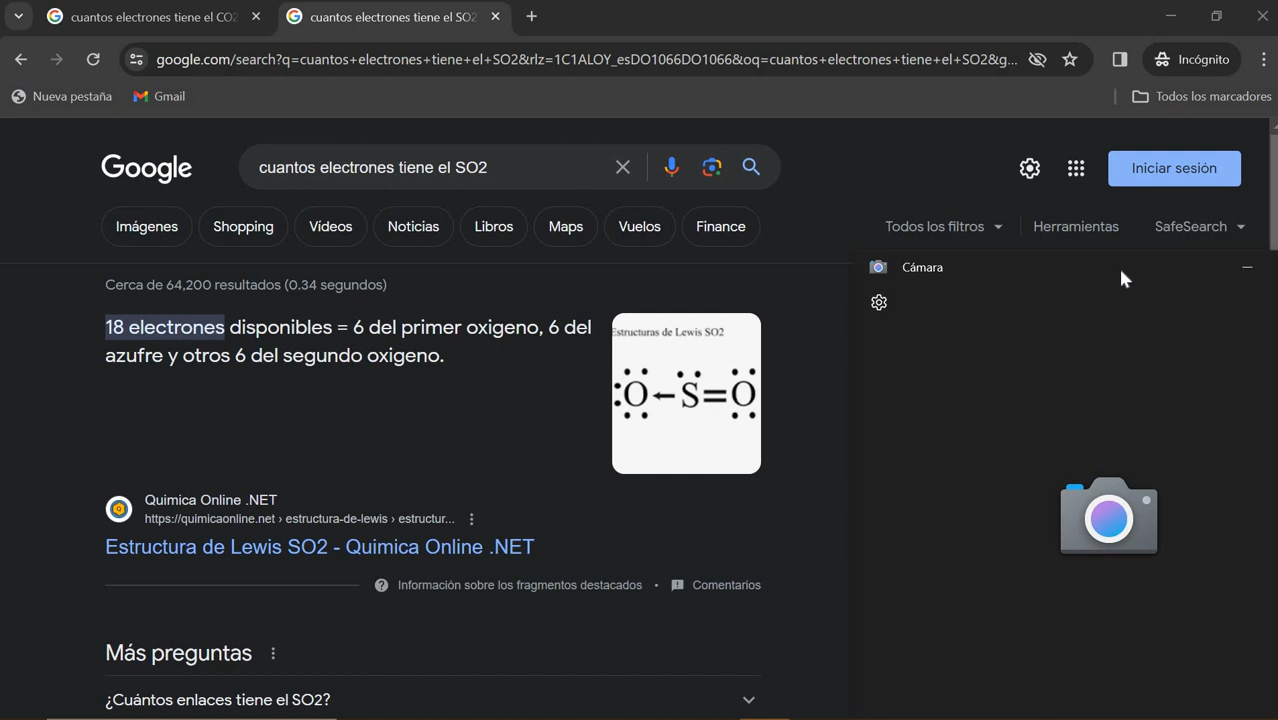 cuantos electrones tiene el CO2
cuantos electrones tiene el SO2
google.com/search?q=cuantos+electrones+tiene+el+SO2&rlz=1C1ALOY_esDO1066DO1066&oq=cuantos+electrones+tiene+el+SO2&g...
Incógnito
Nueva pestaña
Gmail
Todos los marcadores
Google
cuantos electrones tiene el SO2
Iniciar sesión
Imágenes
Shopping
Vídeos
Noticias
Libros
Maps
Vuelos
Finance
Todos los filtros
Herramientas
SafeSearch
Cámara
Cerca de 64,200 resultados (0.34 segundos)
18 electrones disponibles = 6 del primer oxigeno, 6 del
azufre y otros 6 del segundo oxigeno.
Estructuras de Lewis SO2
:O ← S = O
Quimica Online .NET
https://quimicaonline.net › estructura-de-lewis › estructur...
Estructura de Lewis SO2 - Quimica Online .NET
Información sobre los fragmentos destacados • Comentarios
Más preguntas
¿Cuántos enlaces tiene el SO2?